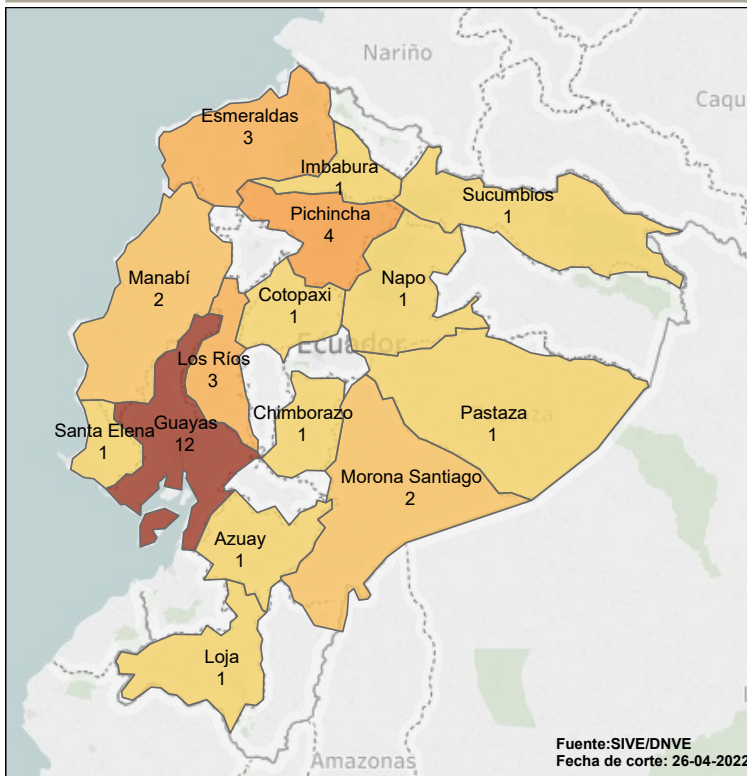 Nariño
Caqu
Esmeraldas
3
Imbabura
1
Sucumbios
1
Pichincha
4
Manabí
2
Cotopaxi
1
Napo
1
Ecuador
Los Ríos
3
Santa Elena
1
Guayas
12
Chimborazo
1
Pastaza
1
Morona Santiago
2
Azuay
1
Loja
1
Amazonas
Fuente:SIVE/DNVE
Fecha de corte: 26-04-2022